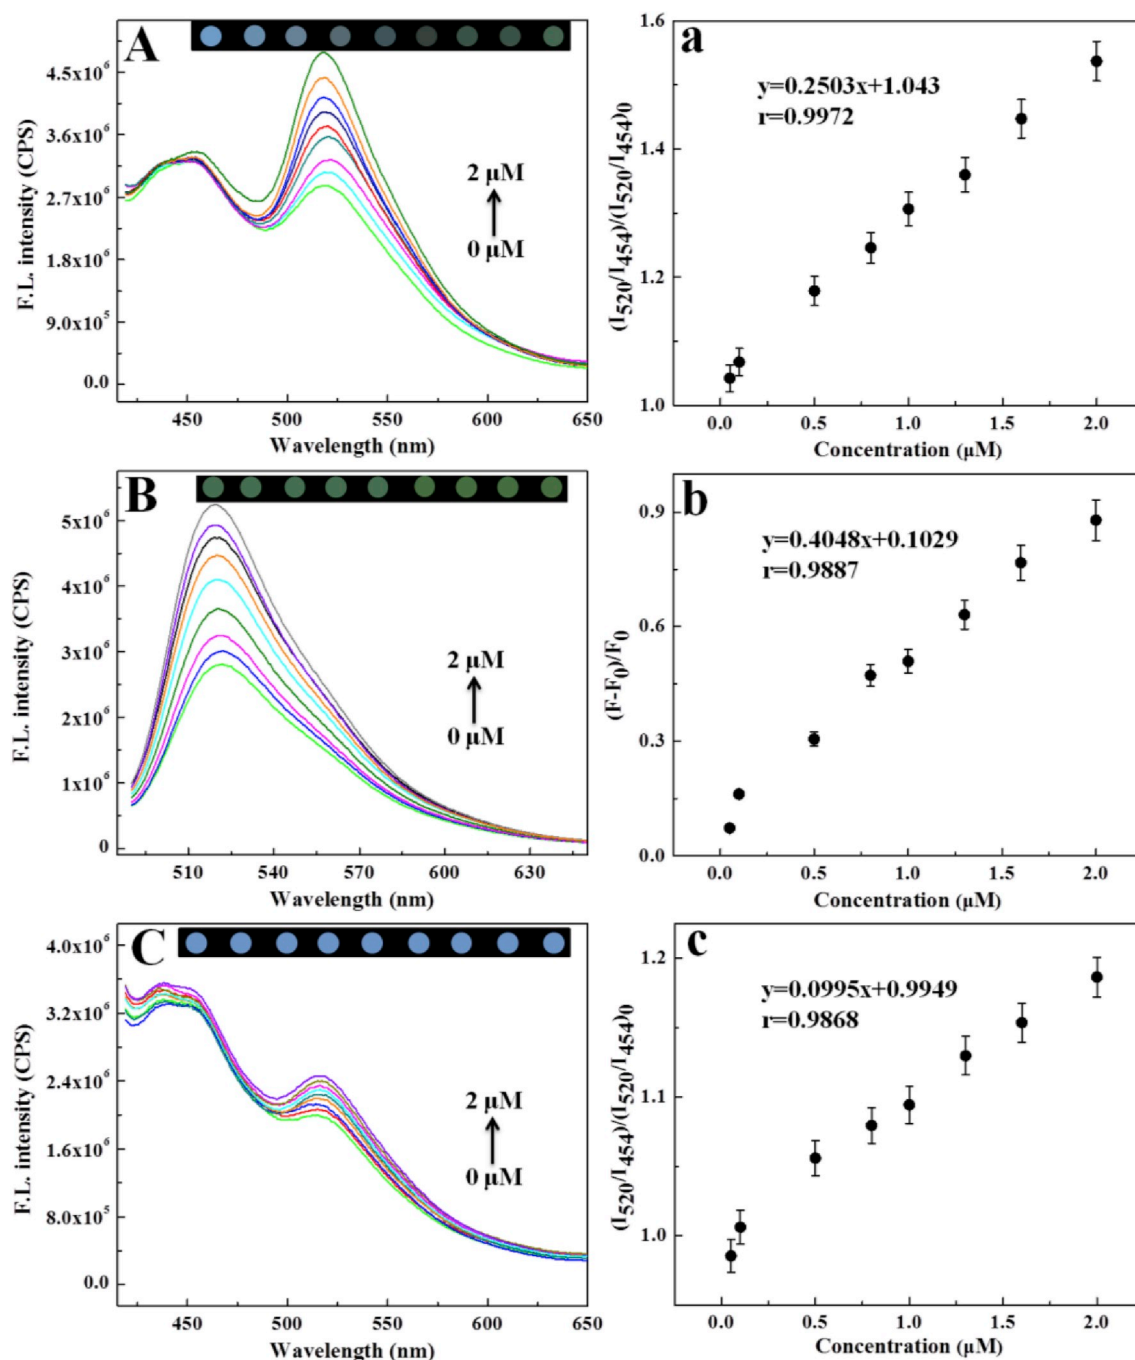 A
4.5x10⁶
3.6x10⁶
2.7x10⁶
1.8x10⁶
9.0x10⁵
0.0
F.L. intensity (CPS)
2 μM
0 μM
450 500 550 600 650
Wavelength (nm)
a
1.6
1.4
1.2
1.0
(I₅₂₀/I₄₅₄)/(I₅₂₀/I₄₅₄)0
y=0.2503x+1.043
r=0.9972
0.0 0.5 1.0 1.5 2.0
Concentration (μM)
B
5x10⁶
4x10⁶
3x10⁶
2x10⁶
1x10⁶
0
F.L. intensity (CPS)
2 μM
0 μM
510 540 570 600 630
Wavelength (nm)
b
0.9
0.6
0.3
0.0
(F-F₀)/F₀
y=0.4048x+0.1029
r=0.9887
0.0 0.5 1.0 1.5 2.0
Concentration (μM)
C
4.0x10⁶
3.2x10⁶
2.4x10⁶
1.6x10⁶
8.0x10⁵
0.0
F.L. intensity (CPS)
2 μM
0 μM
450 500 550 600 650
Wavelength (nm)
c
1.2
1.1
1.0
(I₅₂₀/I₄₅₄)/(I₅₂₀/I₄₅₄)0
y=0.0995x+0.9949
r=0.9868
0.0 0.5 1.0 1.5 2.0
Concentration (μM)